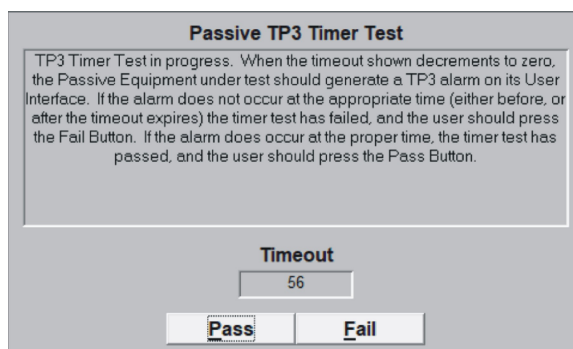 Passive TP3 Timer Test
TP3 Timer Test in progress. When the timeout shown decrements to zero,
the Passive Equipment under test should generate a TP3 alarm on its User
Interface. If the alarm does not occur at the appropriate time (either before, or
after the timeout expires) the timer test has failed, and the user should press
the Fail Button. If the alarm does occur at the proper time, the timer test has
passed, and the user should press the Pass Button.
Timeout
56
Pass Fail